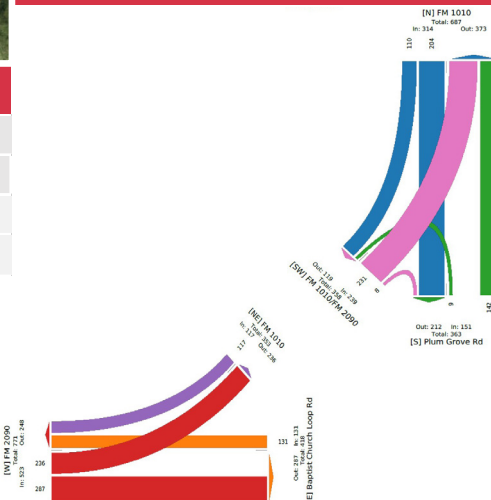 [N] FM 1010
Total: 687
In: 314 Out: 373
110
204
Out: 119 In: 239
Total: 358
[SW] FM 1010/FM 2090
231
8
9
142
Out: 212 In: 151
Total: 363
[S] Plum Grove Rd
[NE] FM 1010
Total: 353
In: 117 Out: 236
117
[W] FM 2090
Total: 771
In: 523 Out: 248
236
287
131
Out: 287 In: 131
Total: 418
E] Baptist Church Loop Rd